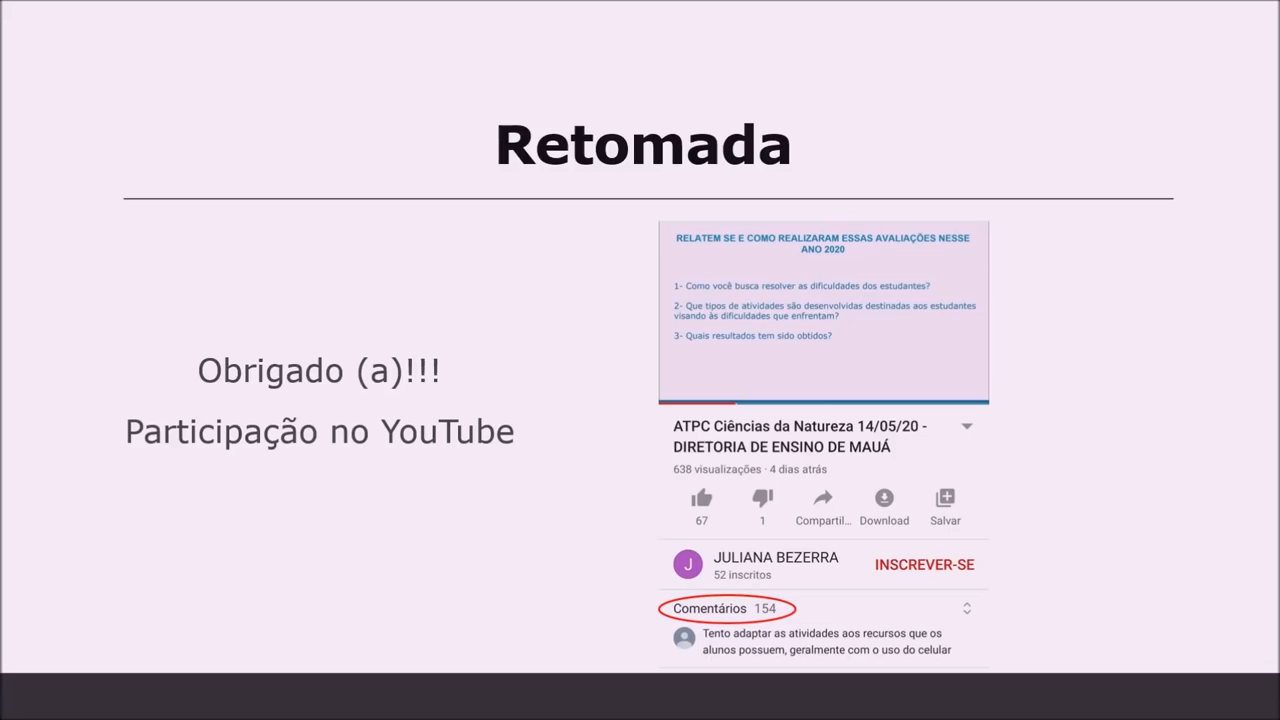 Retomada
Obrigado (a)!!!
Participação no YouTube
RELATEM SE E COMO REALIZARAM ESSAS AVALIAÇÕES NESSE
ANO 2020
1- Como você busca resolver as dificuldades dos estudantes?
2- Que tipos de atividades são desenvolvidas destinadas aos estudantes
visando às dificuldades que enfrentam?
3- Quais resultados tem sido obtidos?
ATPC Ciências da Natureza 14/05/20 -
DIRETORIA DE ENSINO DE MAUÁ
638 visualizações · 4 dias atrás
67 1 Compartil... Download Salvar
J JULIANA BEZERRA INSCREVER-SE
52 inscritos
Comentários 154
Tento adaptar as atividades aos recursos que os
alunos possuem, geralmente com o uso do celular